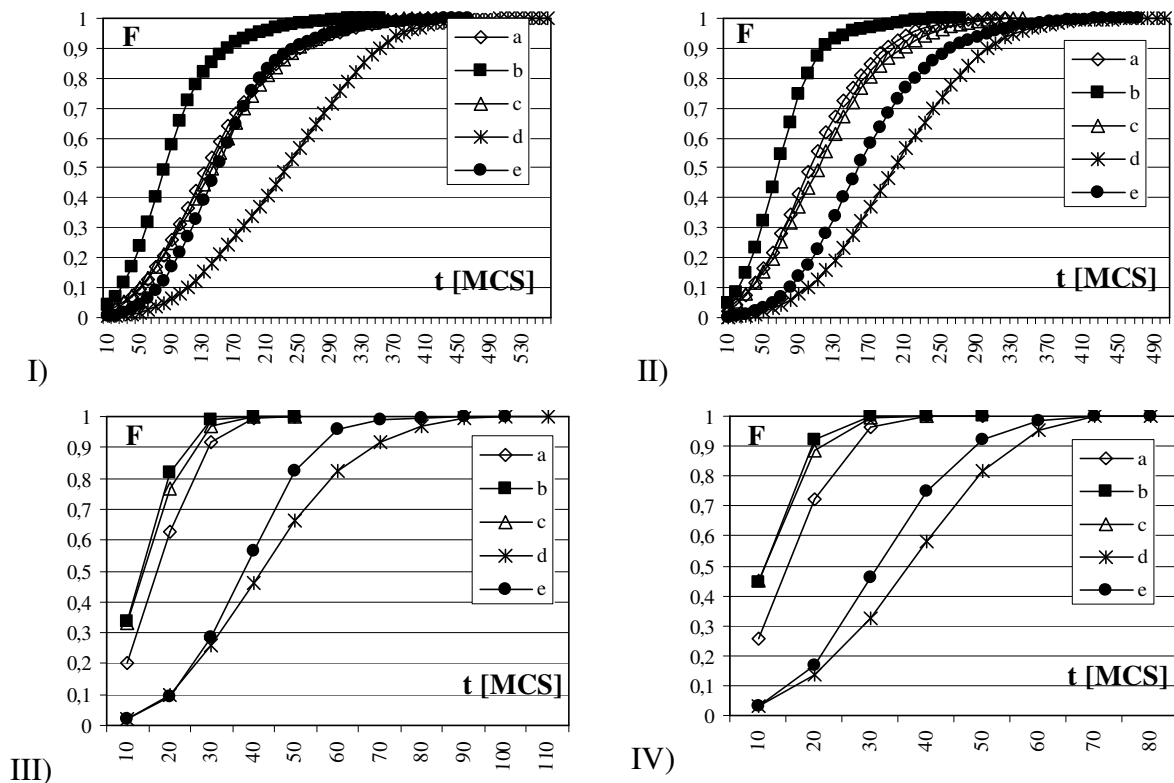 F
1
0,9
0,8
0,7
0,6
0,5
0,4
0,3
0,2
0,1
0
a
b
c
d
e
t [MCS]
10
50
90
130
170
210
250
290
330
370
410
450
490
530
I)
F
1
0,9
0,8
0,7
0,6
0,5
0,4
0,3
0,2
0,1
0
a
b
c
d
e
t [MCS]
10
50
90
130
170
210
250
290
330
370
410
450
490
II)
F
1
0,9
0,8
0,7
0,6
0,5
0,4
0,3
0,2
0,1
0
a
b
c
d
e
t [MCS]
10
20
30
40
50
60
70
80
90
100
110
III)
F
1
0,9
0,8
0,7
0,6
0,5
0,4
0,3
0,2
0,1
0
a
b
c
d
e
t [MCS]
10
20
30
40
50
60
70
80
IV)